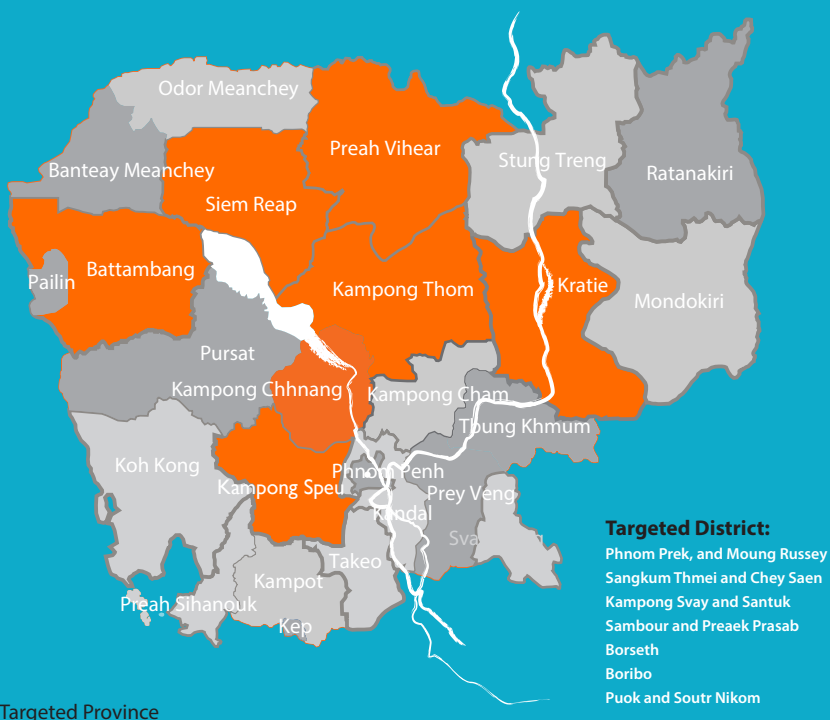 Odor Meanchey
Preah Vihear
Stung Treng
Ratanakiri
Banteay Meanchey
Siem Reap
Battambang
Pailin
Kampong Thom
Kratie
Mondokiri
Pursat
Kampong Chhnang
Kampong Cham
Tbung Khmum
Koh Kong
Phnom Penh
Kampong Speu
Prey Veng
Kandal
Takeo
Kampot
Preah Sihanouk
Kep
Targeted District:
Phnom Prek, and Moung Russey
Sangkum Thmei and Chey Saen
Kampong Svay and Santuk
Sambour and Preaek Prasab
Borseth
Boribo
Puok and Soutr Nikom
Targeted Province